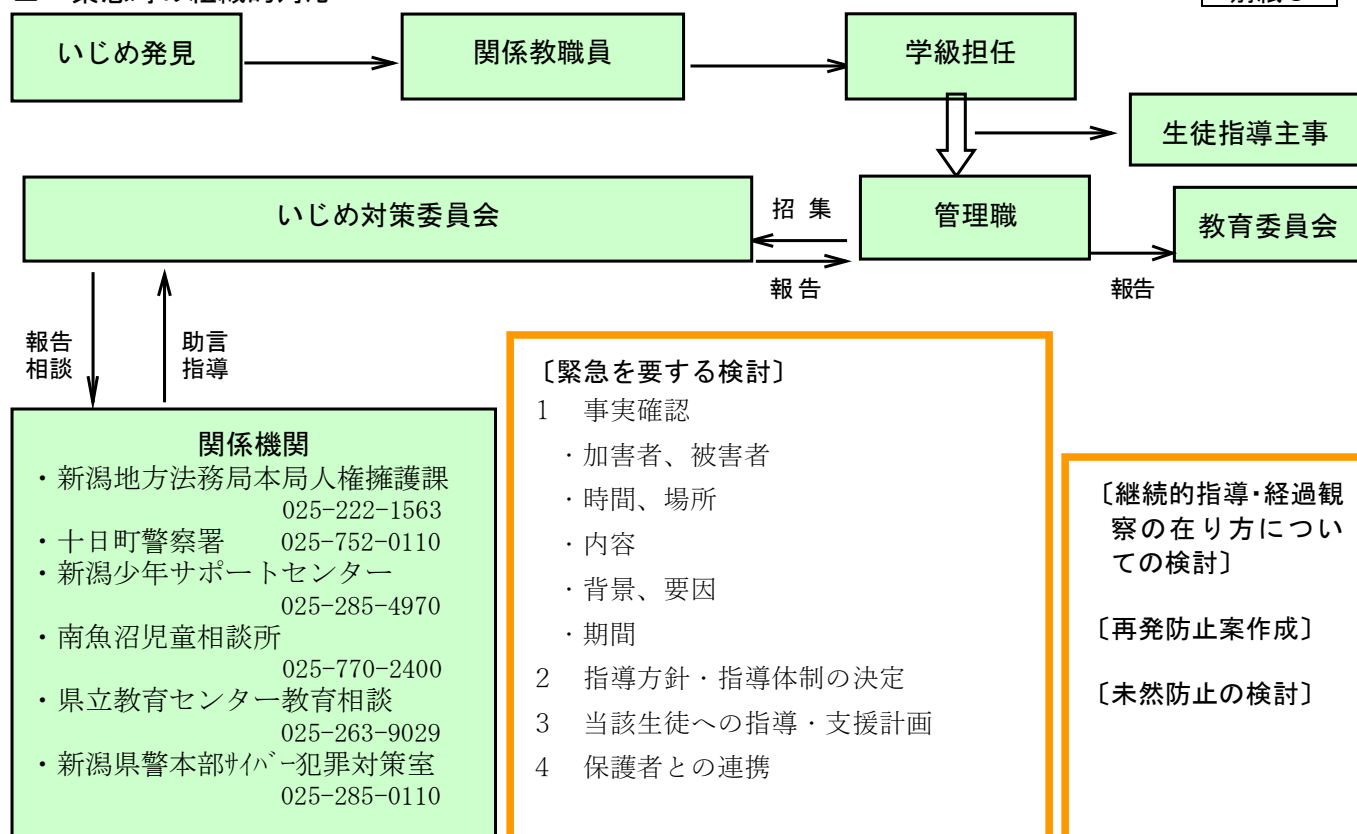 いじめ発見
関係教職員
学級担任
生徒指導主事
いじめ対策委員会
招 集
報 告
管理職
教育委員会
報告
報告
相談
助言
指導
関係機関
・新潟地方法務局本局人権擁護課
025-222-1563
・十日町警察署 025-752-0110
・新潟少年サポートセンター
025-285-4970
・南魚沼児童相談所
025-770-2400
・県立教育センター教育相談
025-263-9029
・新潟県警本部ｻｲﾊﾞｰ犯罪対策室
025-285-0110
〔緊急を要する検討〕
1 事実確認
・加害者、被害者
・時間、場所
・内容
・背景、要因
・期間
2 指導方針・指導体制の決定
3 当該生徒への指導・支援計画
4 保護者との連携
〔継続的指導・経過観
察の在り方につい
ての検討〕
〔再発防止案作成〕
〔未然防止の検討〕